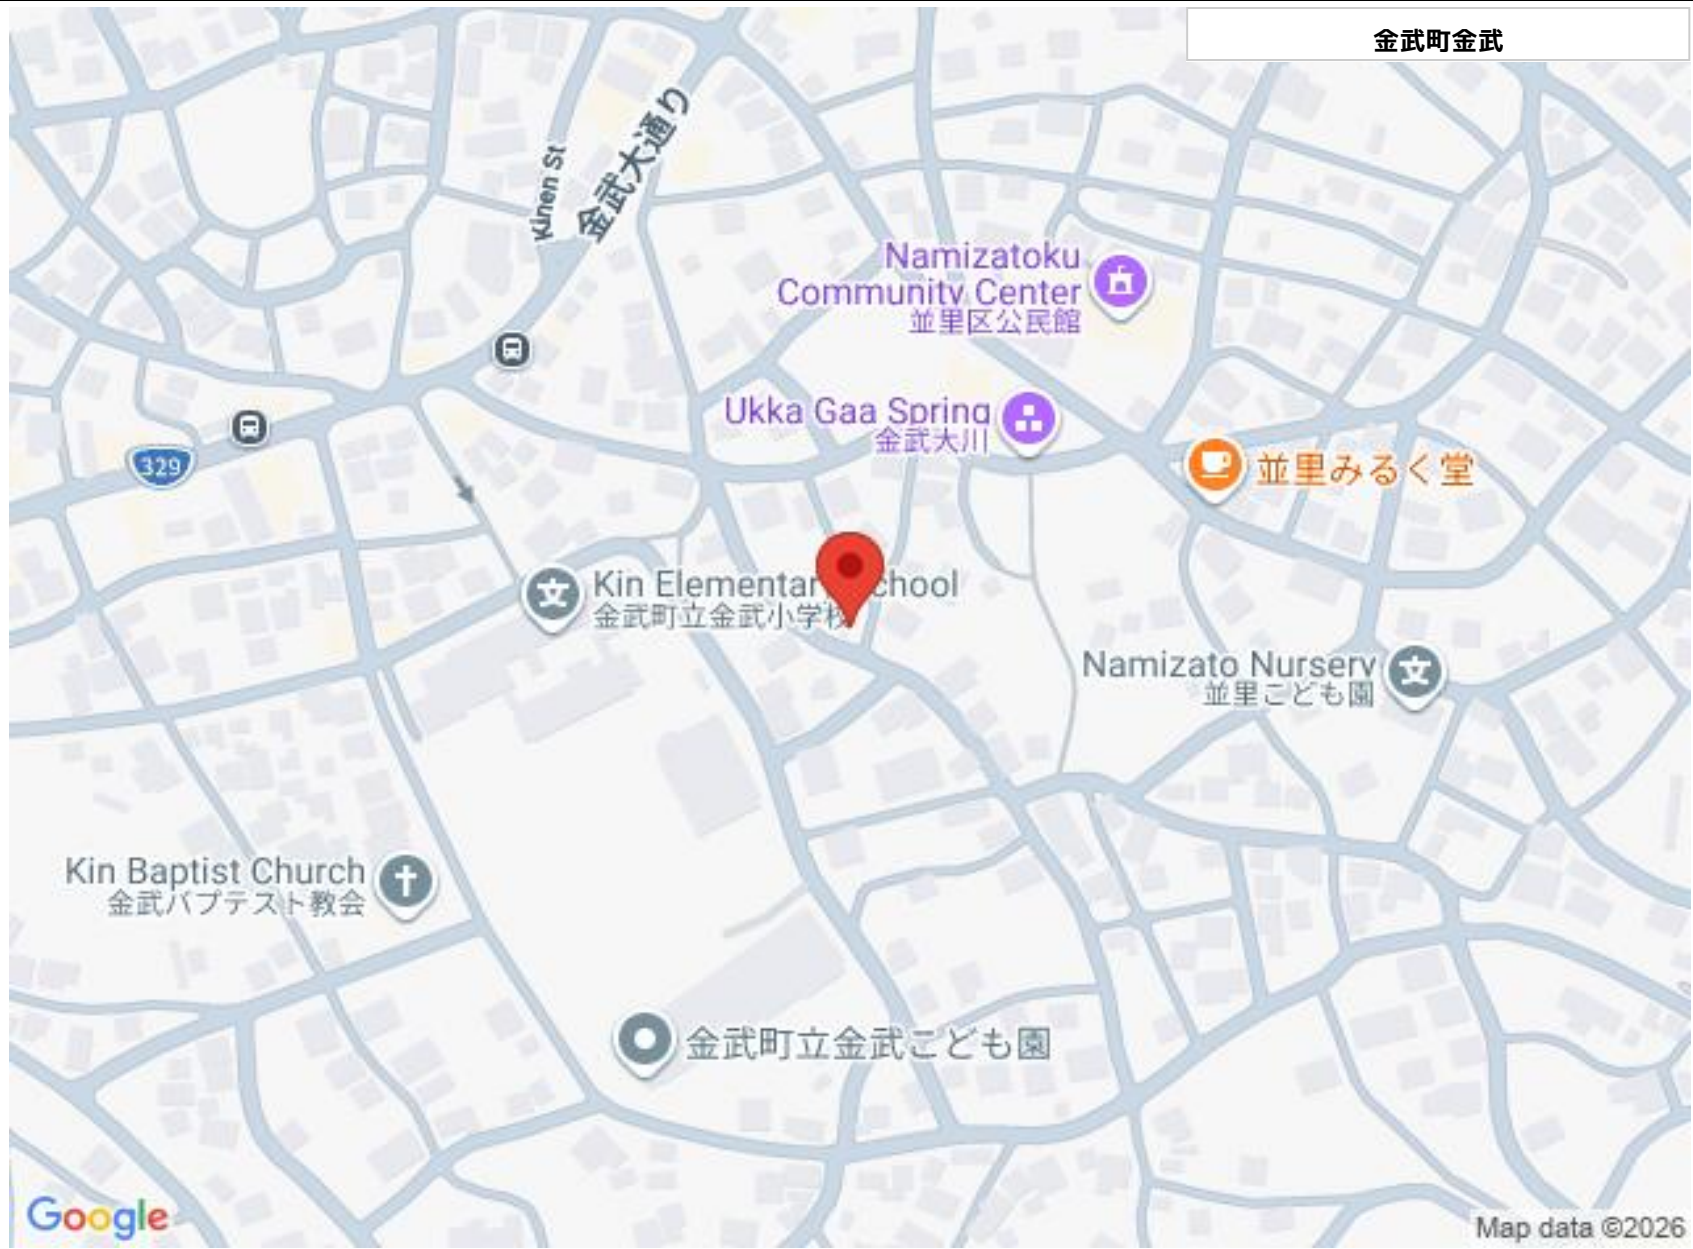 金武町金武
Kinen St
金武大通り
Namizatoku
Community Center
並里区公民館
Ukka Gaa Spring
金武大川
329
並里みるく堂
Kin Elementary School
金武町立金武小学校
Namizato Nursery
並里こども園
Kin Baptist Church
金武バプテスト教会
金武町立金武こども園
Google
Map data ©2026